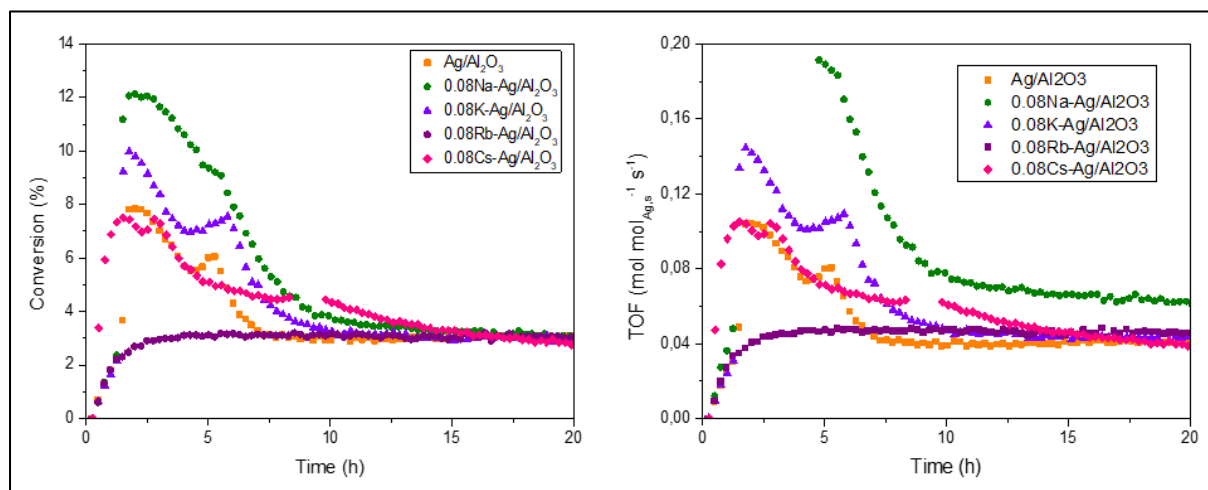 14
12
10
8
6
4
2
0
Conversion (%)
0
5
10
15
20
Time (h)
Ag/Al₂O₃
0.08Na-Ag/Al₂O₃
0.08K-Ag/Al₂O₃
0.08Rb-Ag/Al₂O₃
0.08Cs-Ag/Al₂O₃
0,20
0,16
0,12
0,08
0,04
0,00
TOF (mol mol_Ag,s⁻¹ s⁻¹)
0
5
10
15
20
Time (h)
Ag/Al2O3
0.08Na-Ag/Al2O3
0.08K-Ag/Al2O3
0.08Rb-Ag/Al2O3
0.08Cs-Ag/Al2O3